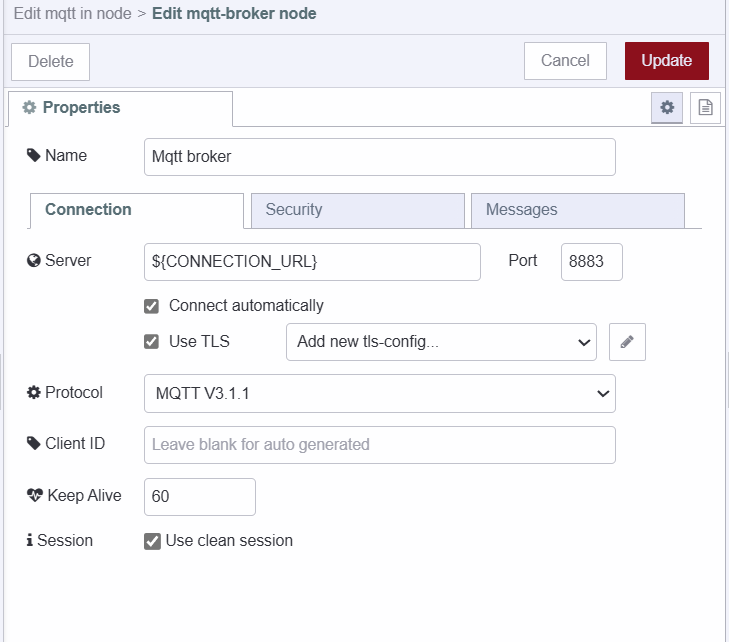 Edit mqtt in node > Edit mqtt-broker node
Delete Cancel Update
Properties
Name Mqtt broker
Connection Security Messages
Server ${CONNECTION_URL} Port 8883
Connect automatically
Use TLS Add new tls-config...
Protocol MQTT V3.1.1
Client ID Leave blank for auto generated
Keep Alive 60
Session Use clean session